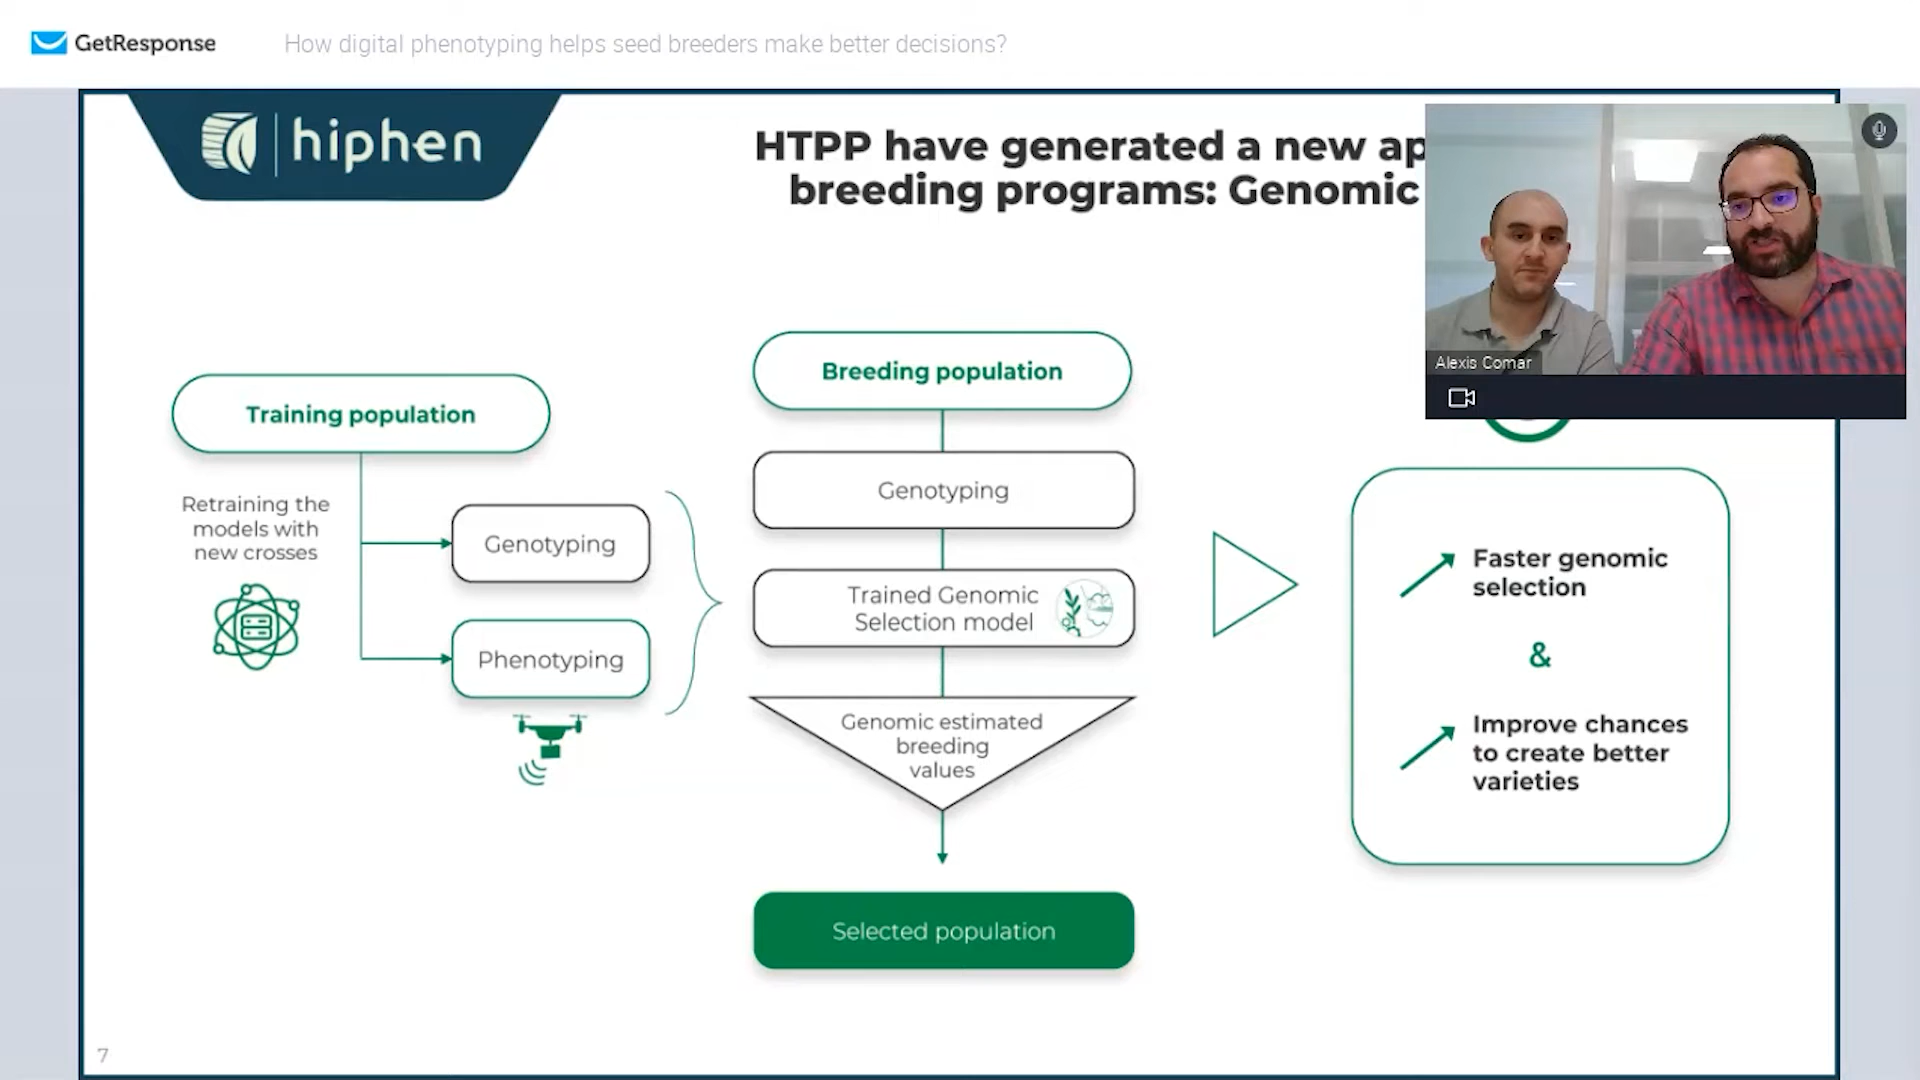 GetResponse
How digital phenotyping helps seed breeders make better decisions?
hiphen
HTPP have generated a new ap
breeding programs: Genomic
Alexis Comar
Training population
Retraining the
models with
new crosses
Genotyping
Phenotyping
Breeding population
Genotyping
Trained Genomic
Selection model
Genomic estimated
breeding
values
Selected population
Faster genomic
selection
&
Improve chances
to create better
varieties
7